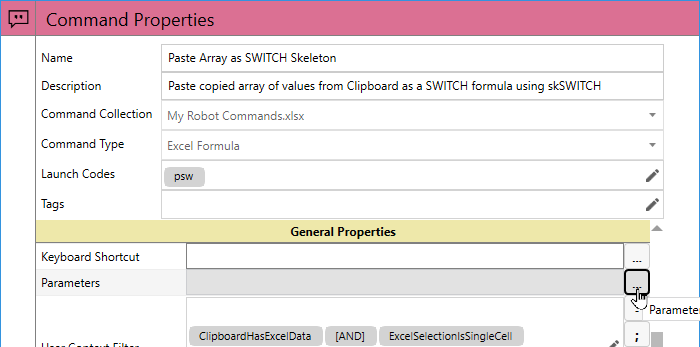 Command Properties
Name Paste Array as SWITCH Skeleton
Description Paste copied array of values from Clipboard as a SWITCH formula using skSWITCH
Command Collection My Robot Commands.xlsx
Command Type Excel Formula
Launch Codes psw
Tags
General Properties
Keyboard Shortcut ...
Parameters ...
Paramete
ClipboardHasExcelData [AND] ExcelSelectionIsSingleCell ;
User Context Filter